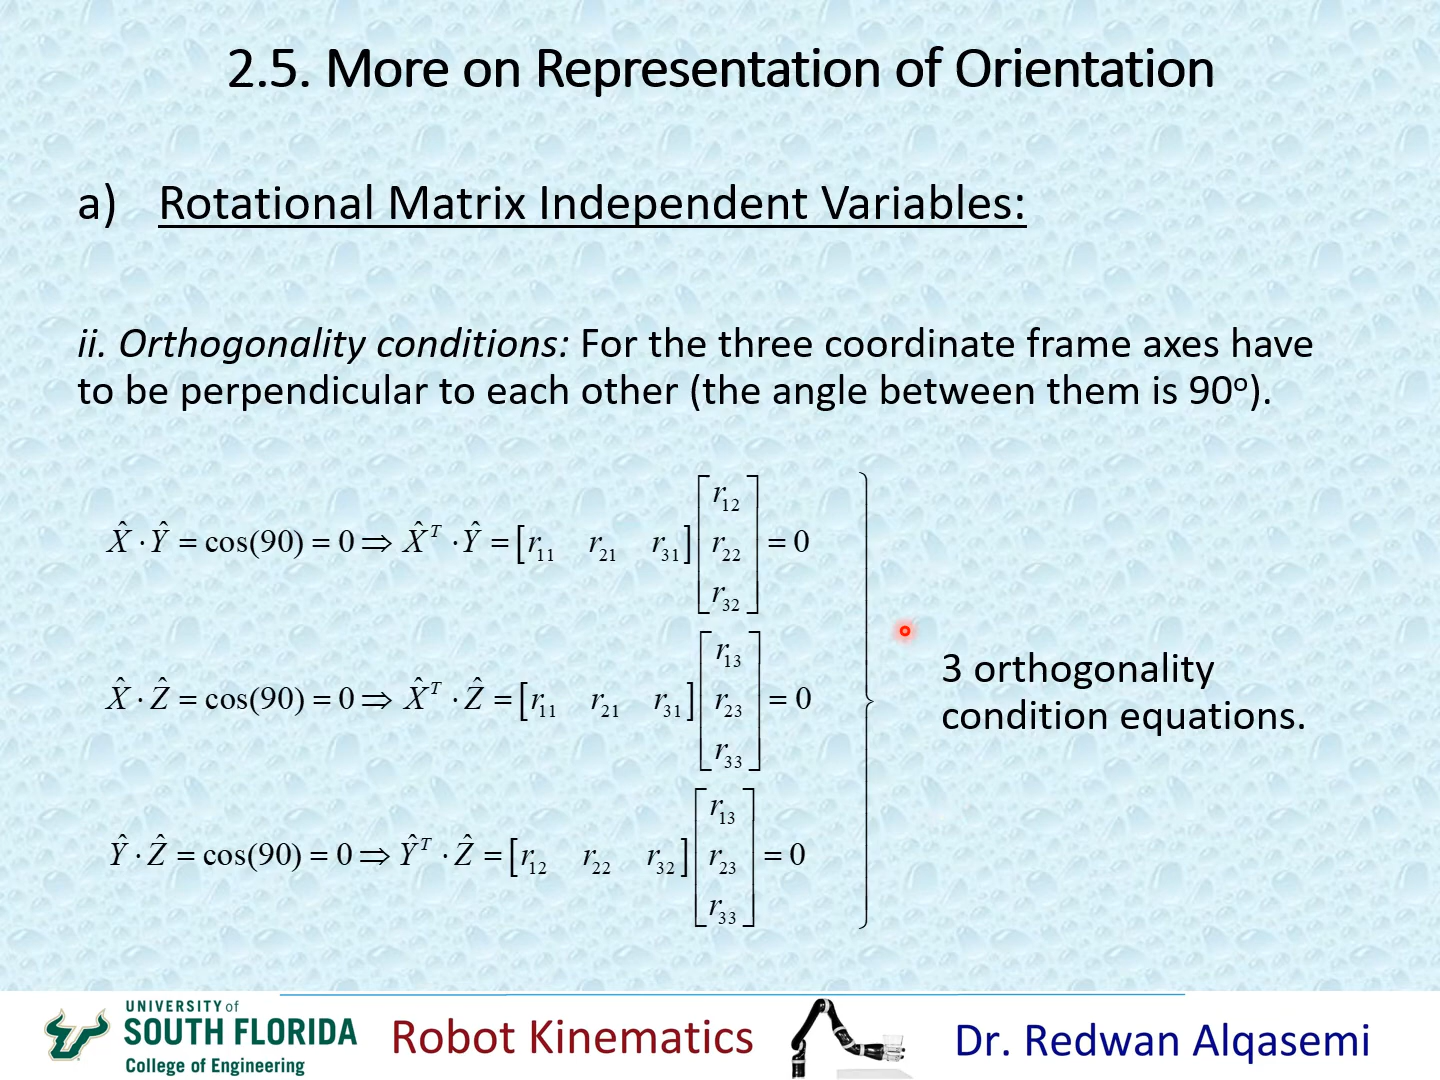 2.5. More on Representation of Orientation
a) Rotational Matrix Independent Variables:
ii. Orthogonality conditions: For the three coordinate frame axes have
to be perpendicular to each other (the angle between them is 90º).
X̂ · Ŷ = cos(90) = 0 ⇒ X̂ᵀ · Ŷ = [r₁₁ r₂₁ r₃₁] [r₁₂ r₂₂ r₃₂] = 0
X̂ · Ẑ = cos(90) = 0 ⇒ X̂ᵀ · Ẑ = [r₁₁ r₂₁ r₃₁] [r₁₃ r₂₃ r₃₃] = 0
Ŷ · Ẑ = cos(90) = 0 ⇒ Ŷᵀ · Ẑ = [r₁₂ r₂₂ r₃₂] [r₁₃ r₂₃ r₃₃] = 0
3 orthogonality
condition equations.
UNIVERSITY of
SOUTH FLORIDA
College of Engineering
Robot Kinematics
Dr. Redwan Alqasemi